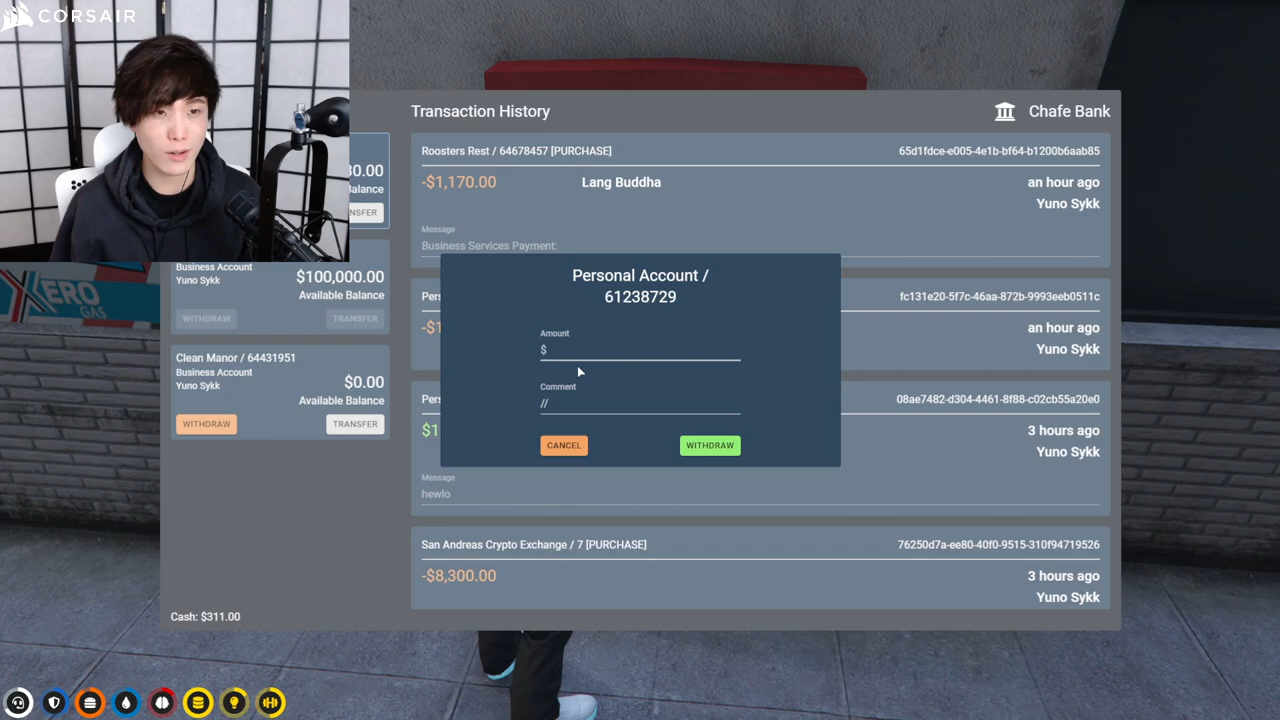 CORSAIR
Transaction History
Chafe Bank
Roosters Rest / 64678457 [PURCHASE]
65d1fdce-e005-4e1b-bf64-b1200b6aab85
-$1,170.00
Lang Buddha
an hour ago
Yuno Sykk
Message
Business Services Payment:
Personal Account /
61238729
Amount
$
Comment
//
CANCEL
WITHDRAW
fc131e20-5f7c-46aa-872b-9993eeb0511c
an hour ago
Yuno Sykk
08ae7482-d304-4461-8f88-c02cb55a20e0
3 hours ago
Yuno Sykk
Message
hewlo
San Andreas Crypto Exchange / 7 [PURCHASE]
76250d7a-ee80-40f0-9515-310f94719526
-$8,300.00
3 hours ago
Yuno Sykk
Business Account
Yuno Sykk
$100,000.00
Available Balance
WITHDRAW
TRANSFER
Clean Manor / 64431951
Business Account
Yuno Sykk
$0.00
Available Balance
WITHDRAW
TRANSFER
Cash: $311.00
XERO
GAS